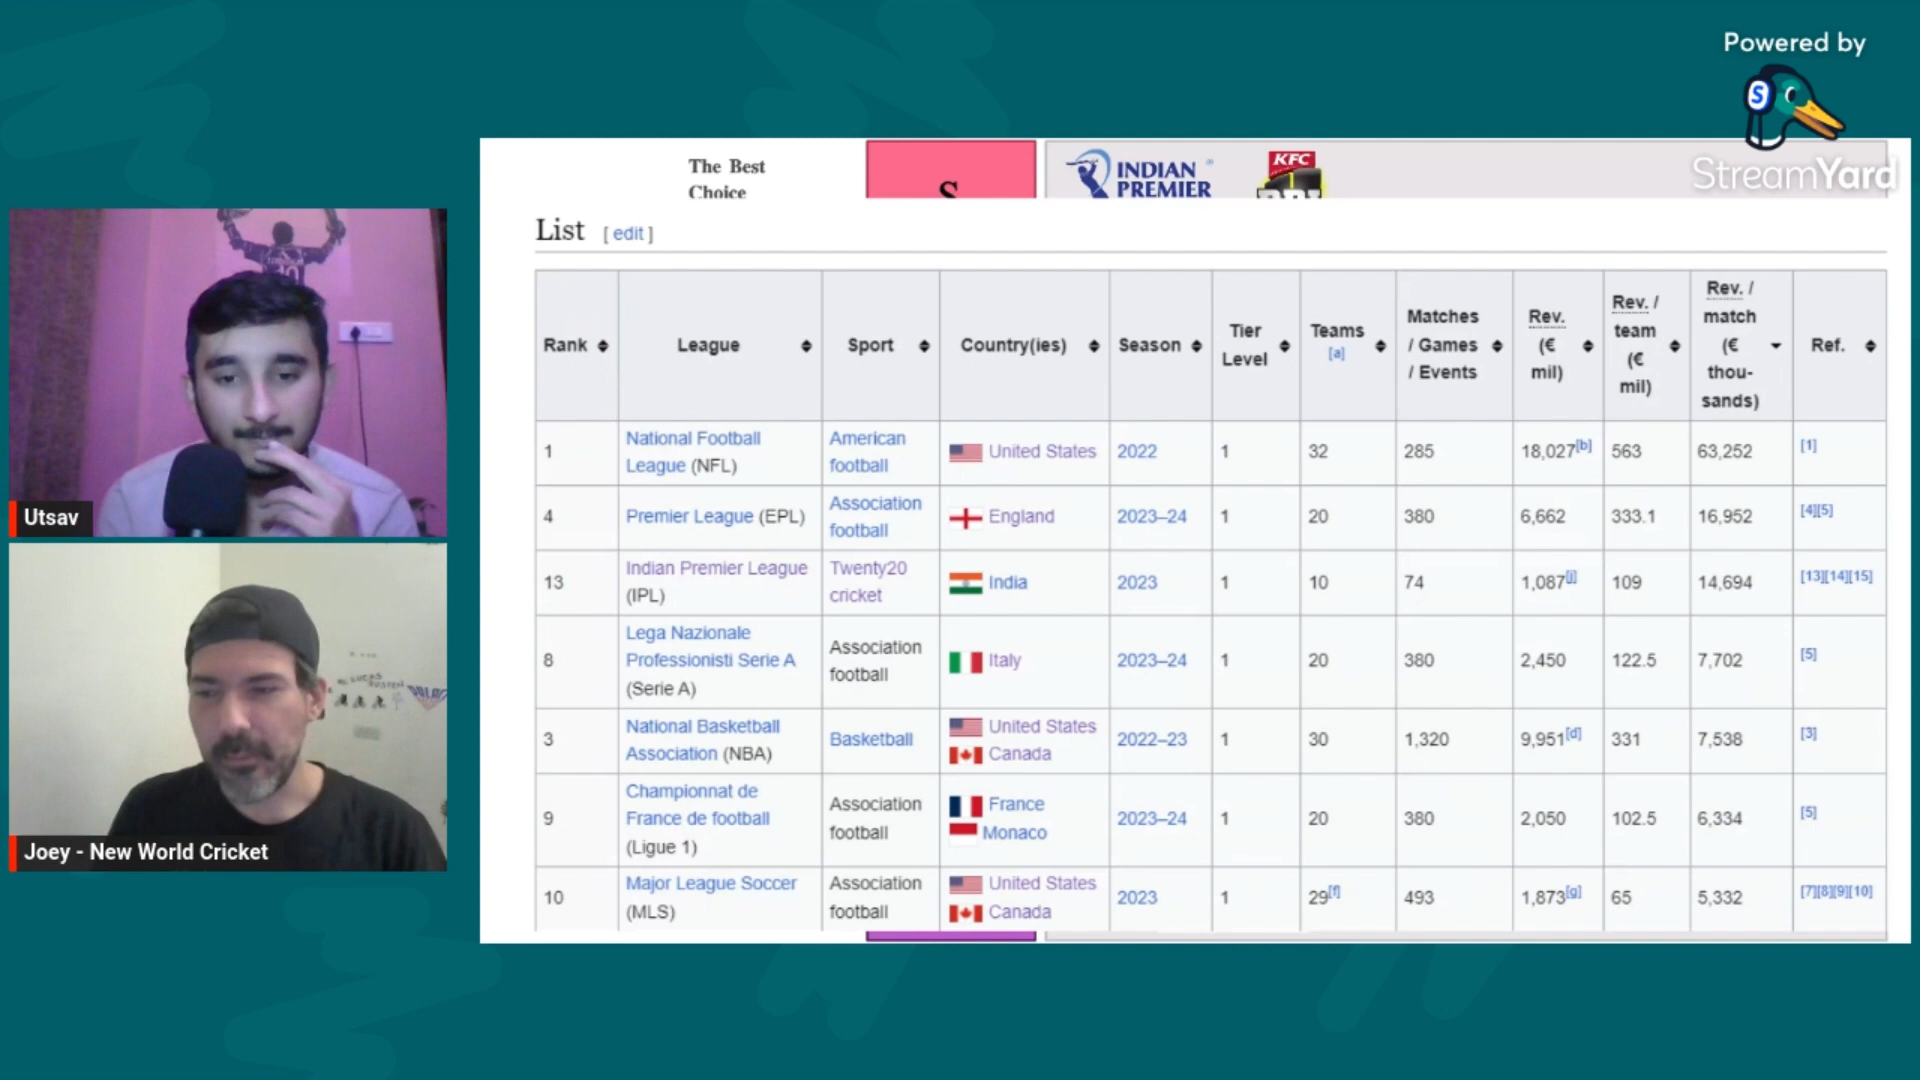 Powered by
StreamYard
The Best
Choice
S
INDIAN
PREMIER
KFC
List [ edit ]
Rank League Sport Country(ies) Season Tier Level Teams [a] Matches / Games / Events Rev. (€ mil) Rev. / team (€ mil) Rev. / match (€ thou-sands) Ref.
1 National Football League (NFL) American football United States 2022 1 32 285 18,027[b] 563 63,252 [1]
4 Premier League (EPL) Association football England 2023–24 1 20 380 6,662 333.1 16,952 [4][5]
13 Indian Premier League (IPL) Twenty20 cricket India 2023 1 10 74 1,087[j] 109 14,694 [13][14][15]
8 Lega Nazionale Professionisti Serie A (Serie A) Association football Italy 2023–24 1 20 380 2,450 122.5 7,702 [5]
3 National Basketball Association (NBA) Basketball United States Canada 2022–23 1 30 1,320 9,951[d] 331 7,538 [3]
9 Championnat de France de football (Ligue 1) Association football France Monaco 2023–24 1 20 380 2,050 102.5 6,334 [5]
10 Major League Soccer (MLS) Association football United States Canada 2023 1 29[f] 493 1,873[g] 65 5,332 [7][8][9][10]
Utsav
Joey - New World Cricket